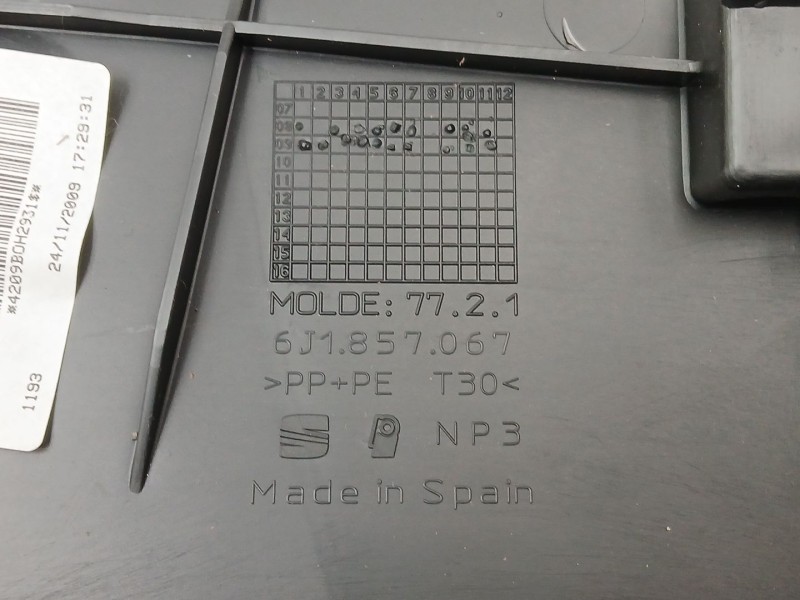 1 2 3 4 5 6 7 8 9 10 11 12
07
08
09
10
11
12
13
14
15
16
MOLDE: 77.2.1
6J1.857.067
>PP+PE T30<
NP3
Made in Spain
*4209BOH2931$*
24/11/2009 17:29:31
1193